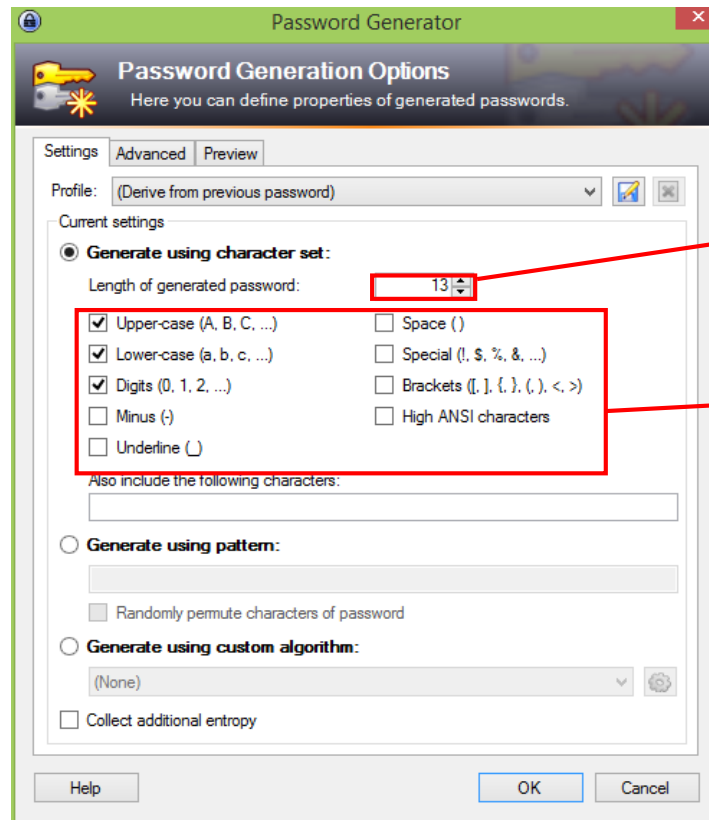 Password Generator
Password Generation Options
Here you can define properties of generated passwords.
Settings Advanced Preview
Profile: (Derive from previous password)
Current settings
Generate using character set:
Length of generated password: 13
Upper-case (A, B, C, ...) Space ( )
Lower-case (a, b, c, ...) Special (!, $, %, &, ...)
Digits (0, 1, 2, ...) Brackets ([, ], {, }, (, ), <, >)
Minus (-) High ANSI characters
Underline (_)
Also include the following characters:
Generate using pattern:
Randomly permute characters of password
Generate using custom algorithm:
(None)
Collect additional entropy
Help OK Cancel